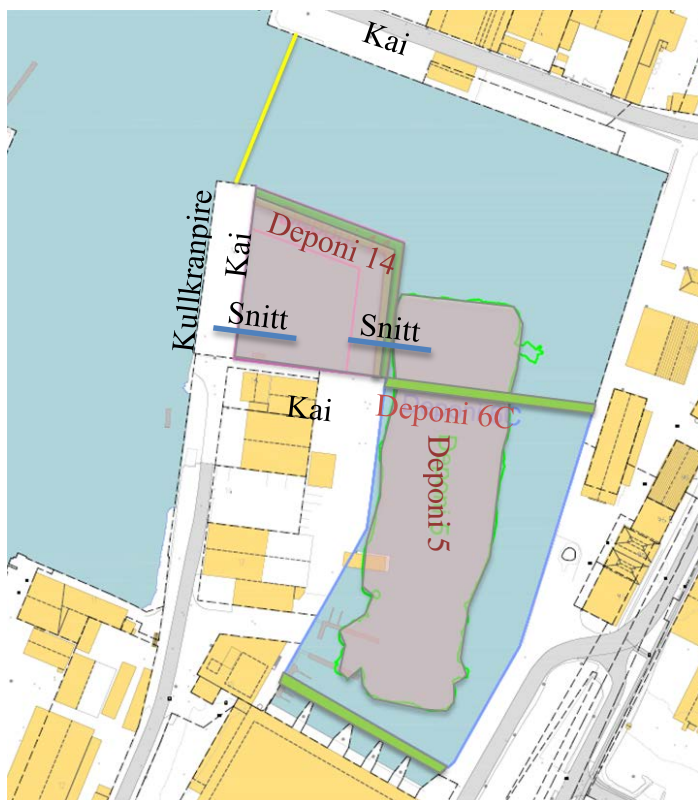 Kai
Kullkranpire
Kai
Deponi 14
Snitt
Snitt
Kai
Deponi 6C
Deponi 5